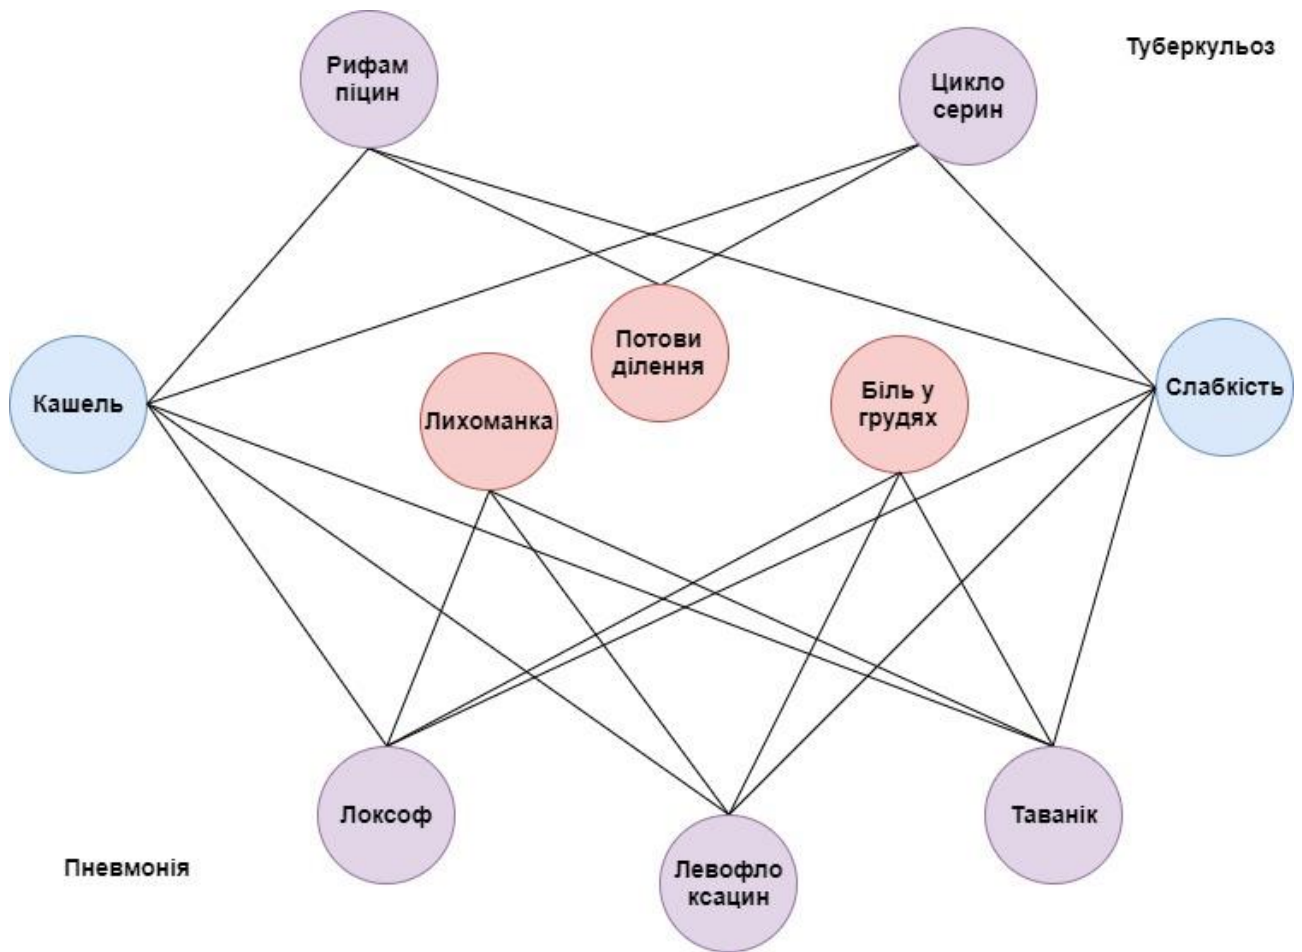 Туберкульоз
Рифам
піцин
Цикло
серин
Потови
ділення
Кашель
Лихоманка
Біль у
грудях
Слабкість
Локсоф
Левофло
ксацин
Таванік
Пневмонія